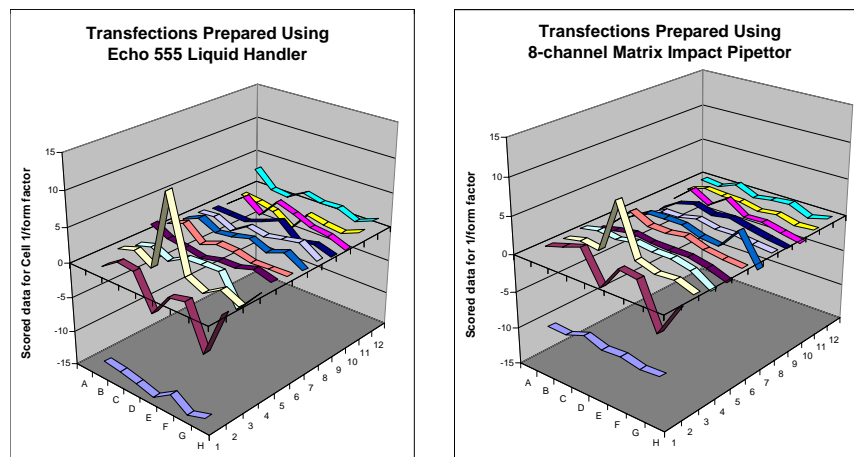 Transfections Prepared Using
Echo 555 Liquid Handler
Scored data for Cell 1/form factor
15
10
5
0
-5
-10
-15
A
B
C
D
E
F
G
H
1
2
3
4
5
6
7
8
9
10
11
12
Transfections Prepared Using
8-channel Matrix Impact Pipettor
Scored data for 1/form factor
15
10
5
0
-5
-10
-15
A
B
C
D
E
F
G
H
1
2
3
4
5
6
7
8
9
10
11
12